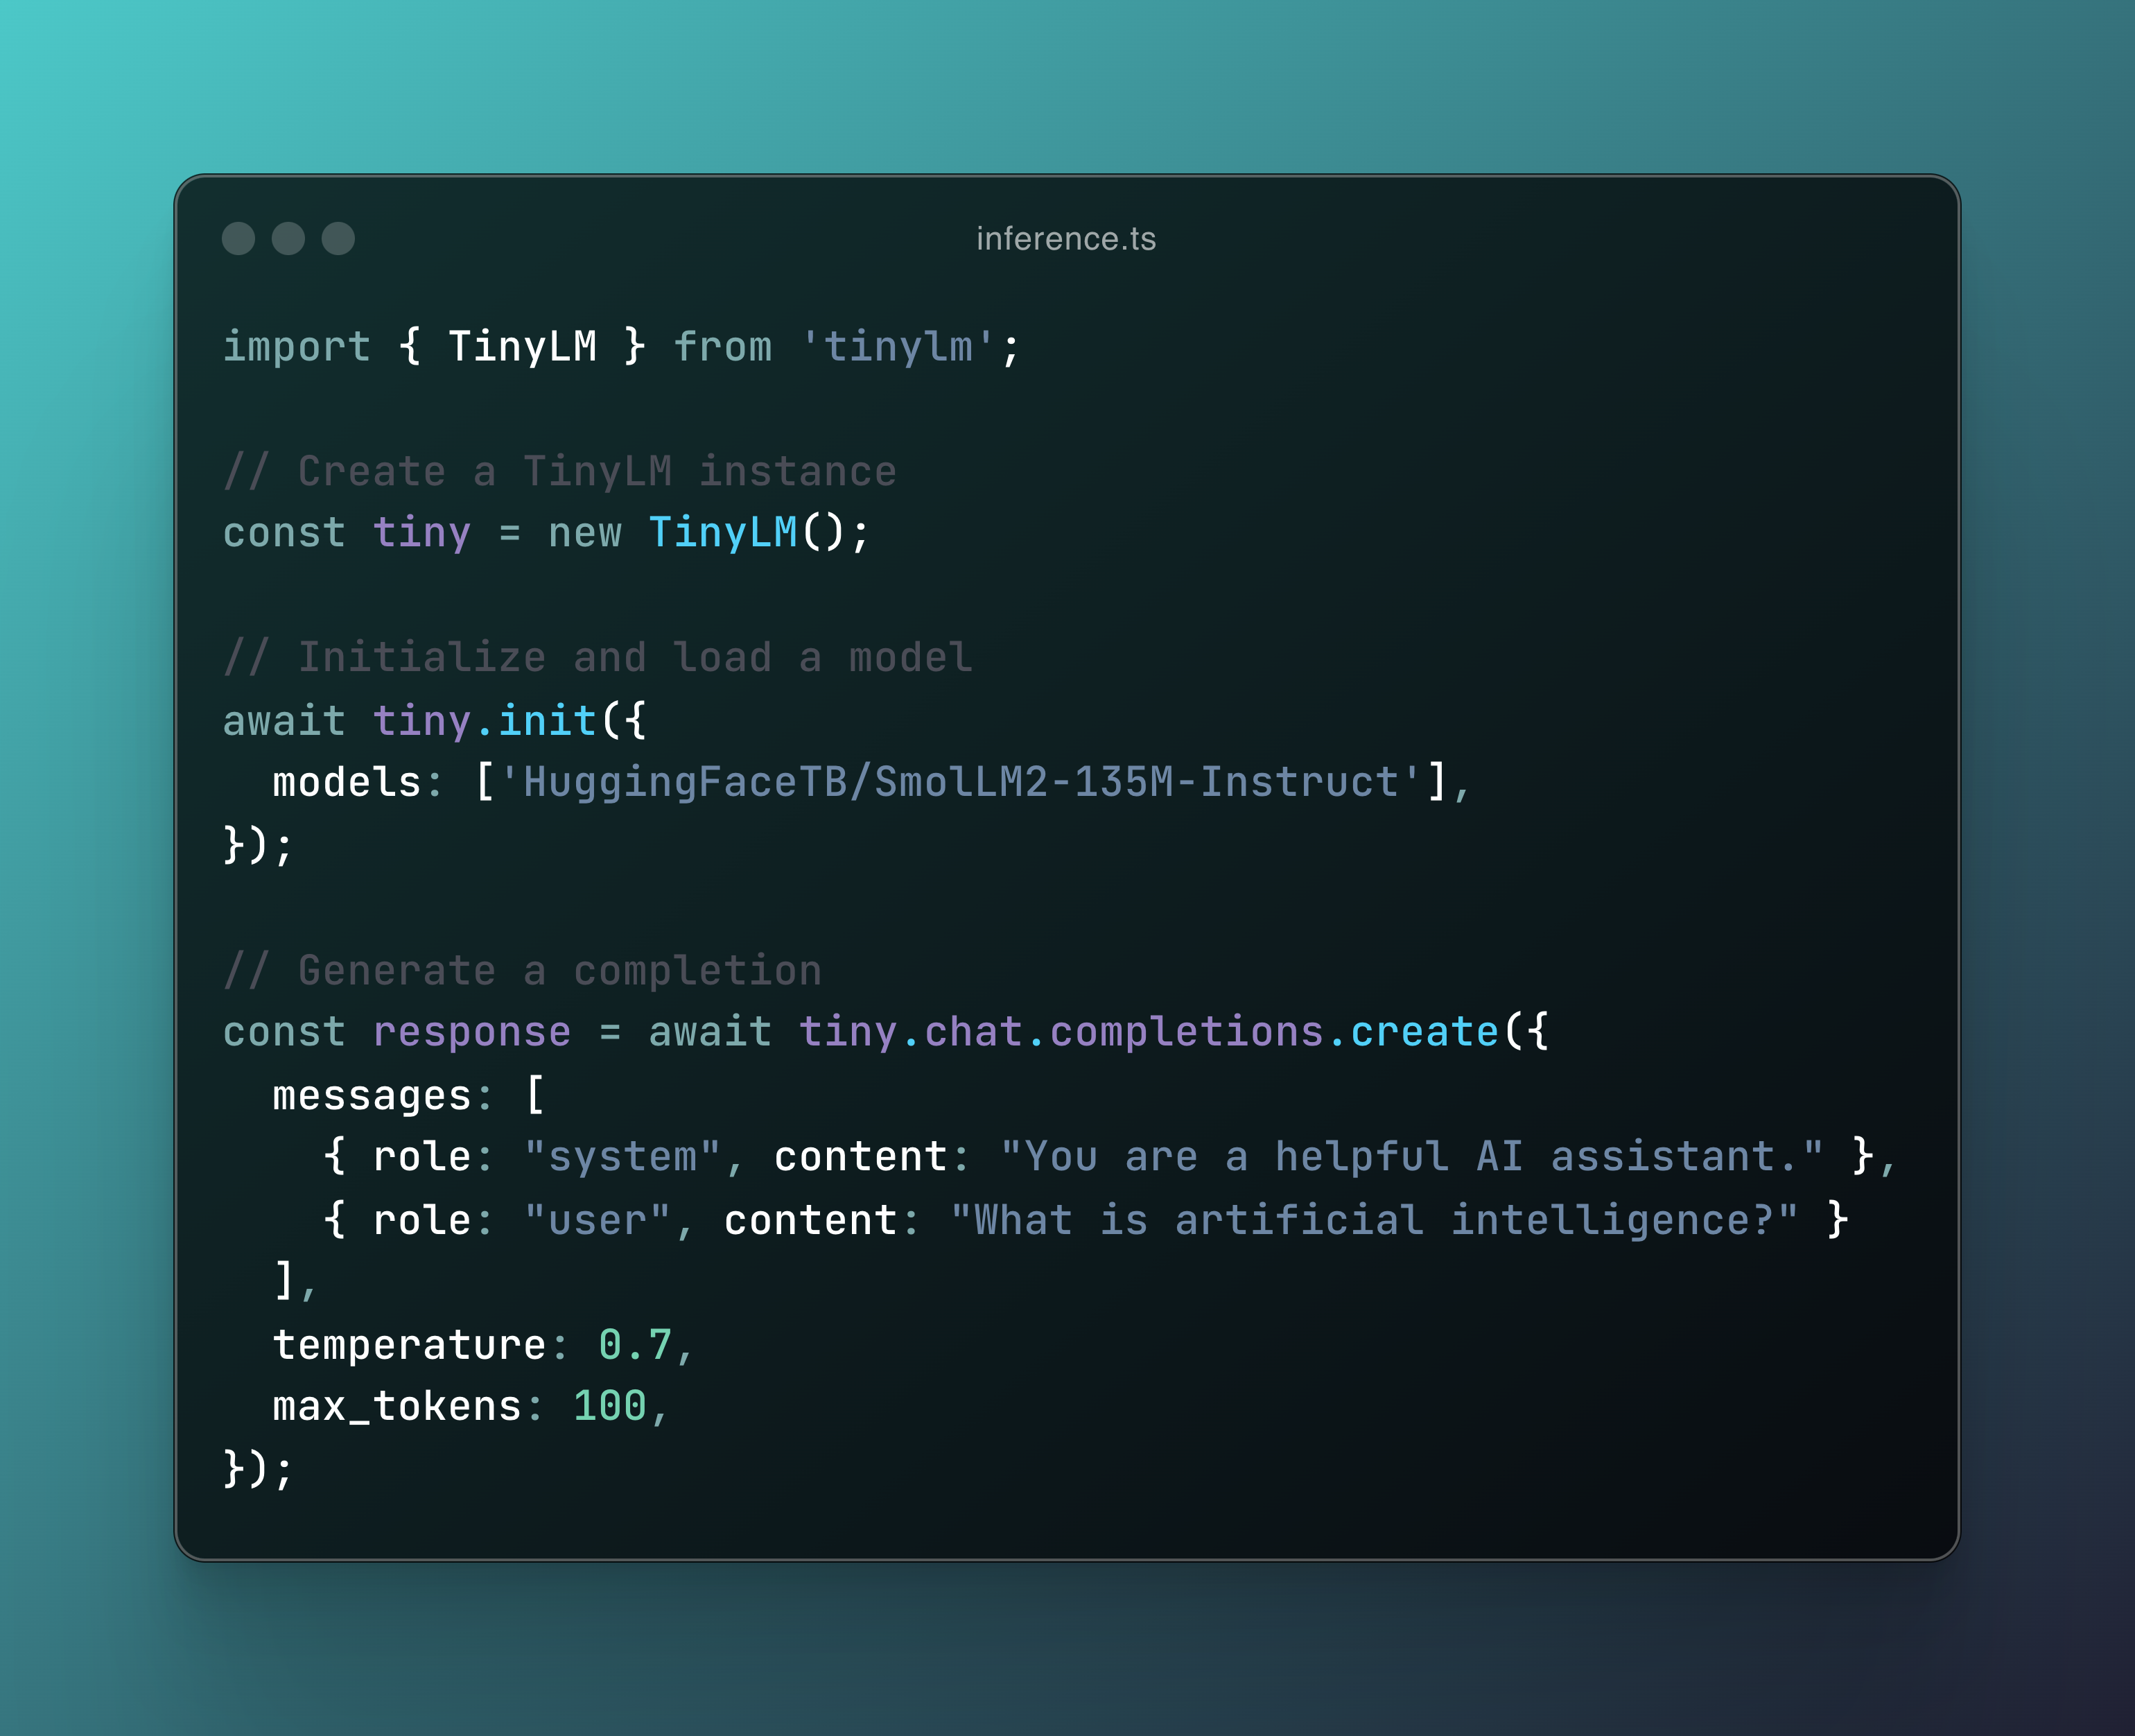 inference.ts
import { TinyLM } from 'tinylm';
// Create a TinyLM instance
const tiny = new TinyLM();
// Initialize and load a model
await tiny.init({
  models: ['HuggingFaceTB/SmolLM2-135M-Instruct'],
});
// Generate a completion
const response = await tiny.chat.completions.create({
  messages: [
    { role: "system", content: "You are a helpful AI assistant." },
    { role: "user", content: "What is artificial intelligence?" }
  ],
  temperature: 0.7,
  max_tokens: 100,
});